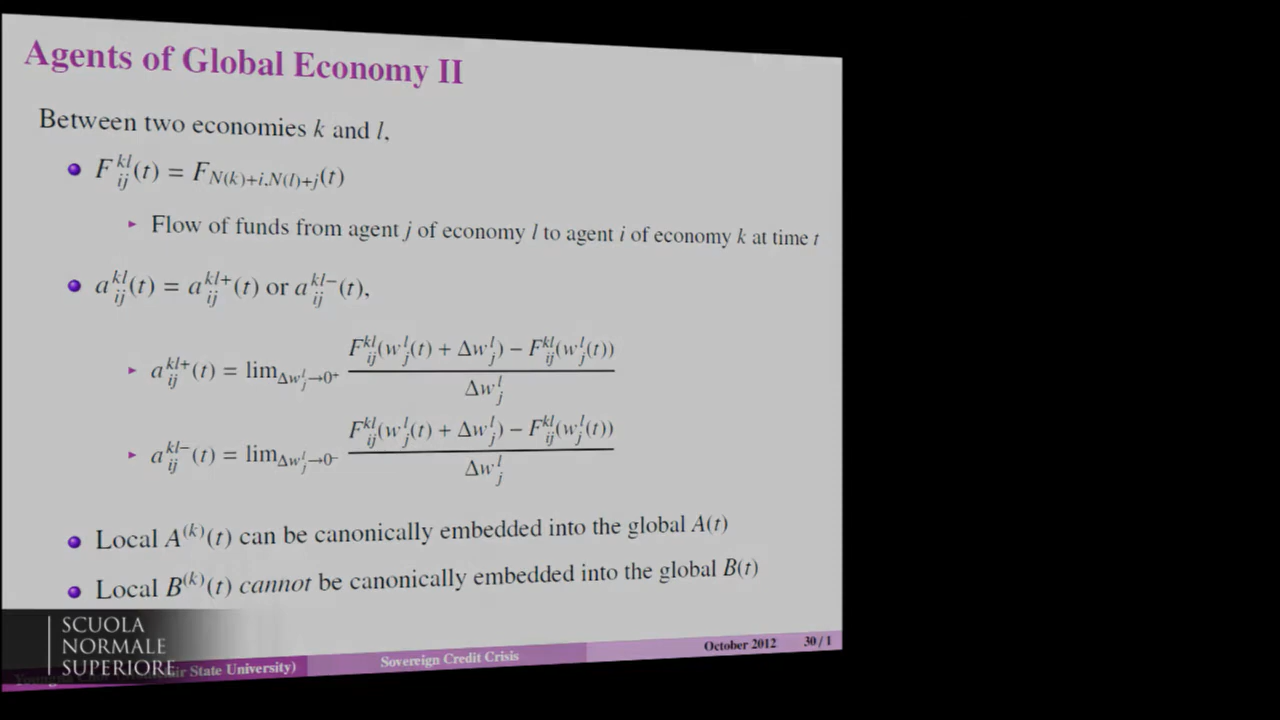 Agents of Global Economy II
Between two economies k and l,
F^{kl}_{ij}(t) = F_{N(k)+i,N(l)+j}(t)
Flow of funds from agent j of economy l to agent i of economy k at time t
a^{kl}_{ij}(t) = a^{kl+}_{ij}(t) or a^{kl−}_{ij}(t),
a^{kl+}_{ij}(t) = lim_{Δw^l_j→0^+} \frac{F^{kl}_{ij}(w^l_j(t) + Δw^l_j) − F^{kl}_{ij}(w^l_j(t))}{Δw^l_j}
a^{kl−}_{ij}(t) = lim_{Δw^l_j→0^−} \frac{F^{kl}_{ij}(w^l_j(t) + Δw^l_j) − F^{kl}_{ij}(w^l_j(t))}{Δw^l_j}
Local A^{(k)}(t) can be canonically embedded into the global A(t)
Local B^{(k)}(t) cannot be canonically embedded into the global B(t)
SCUOLA
NORMALE
SUPERIORE
State University)
Sovereign Credit Crisis
October 2012
30 / 1